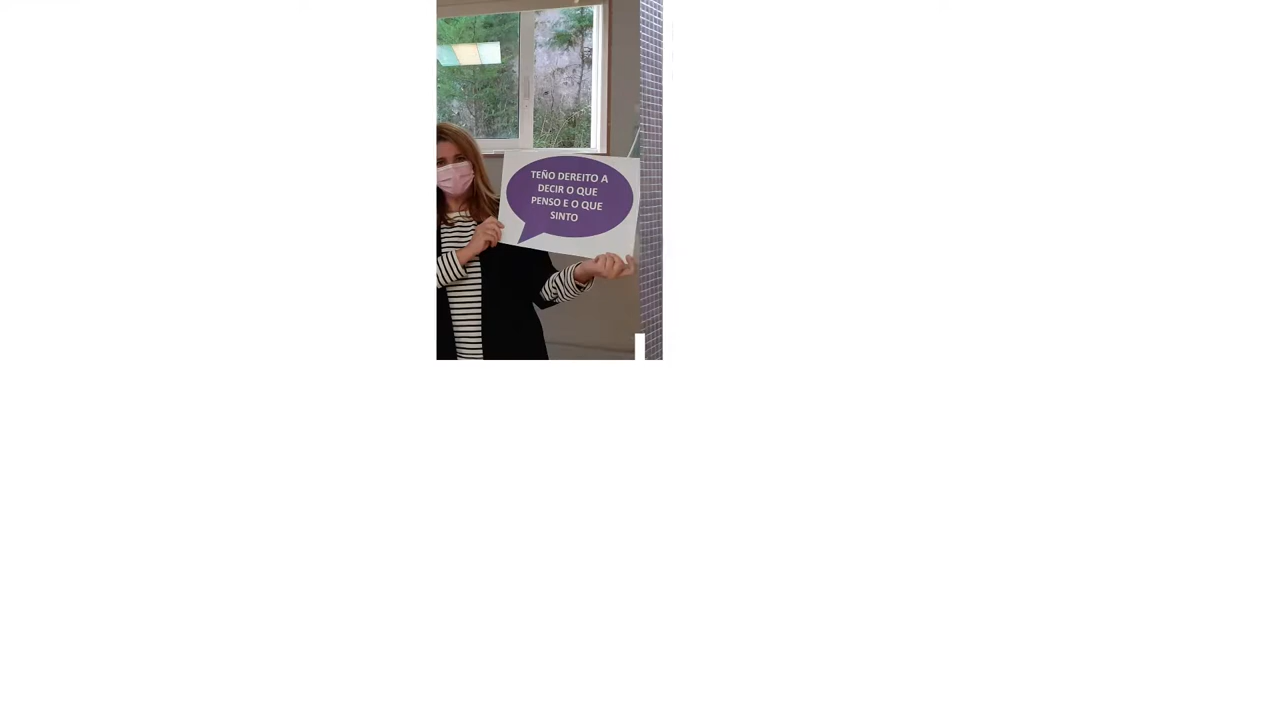 TEÑO DEREITO A
DECIR O QUE
PENSO E O QUE
SINTO